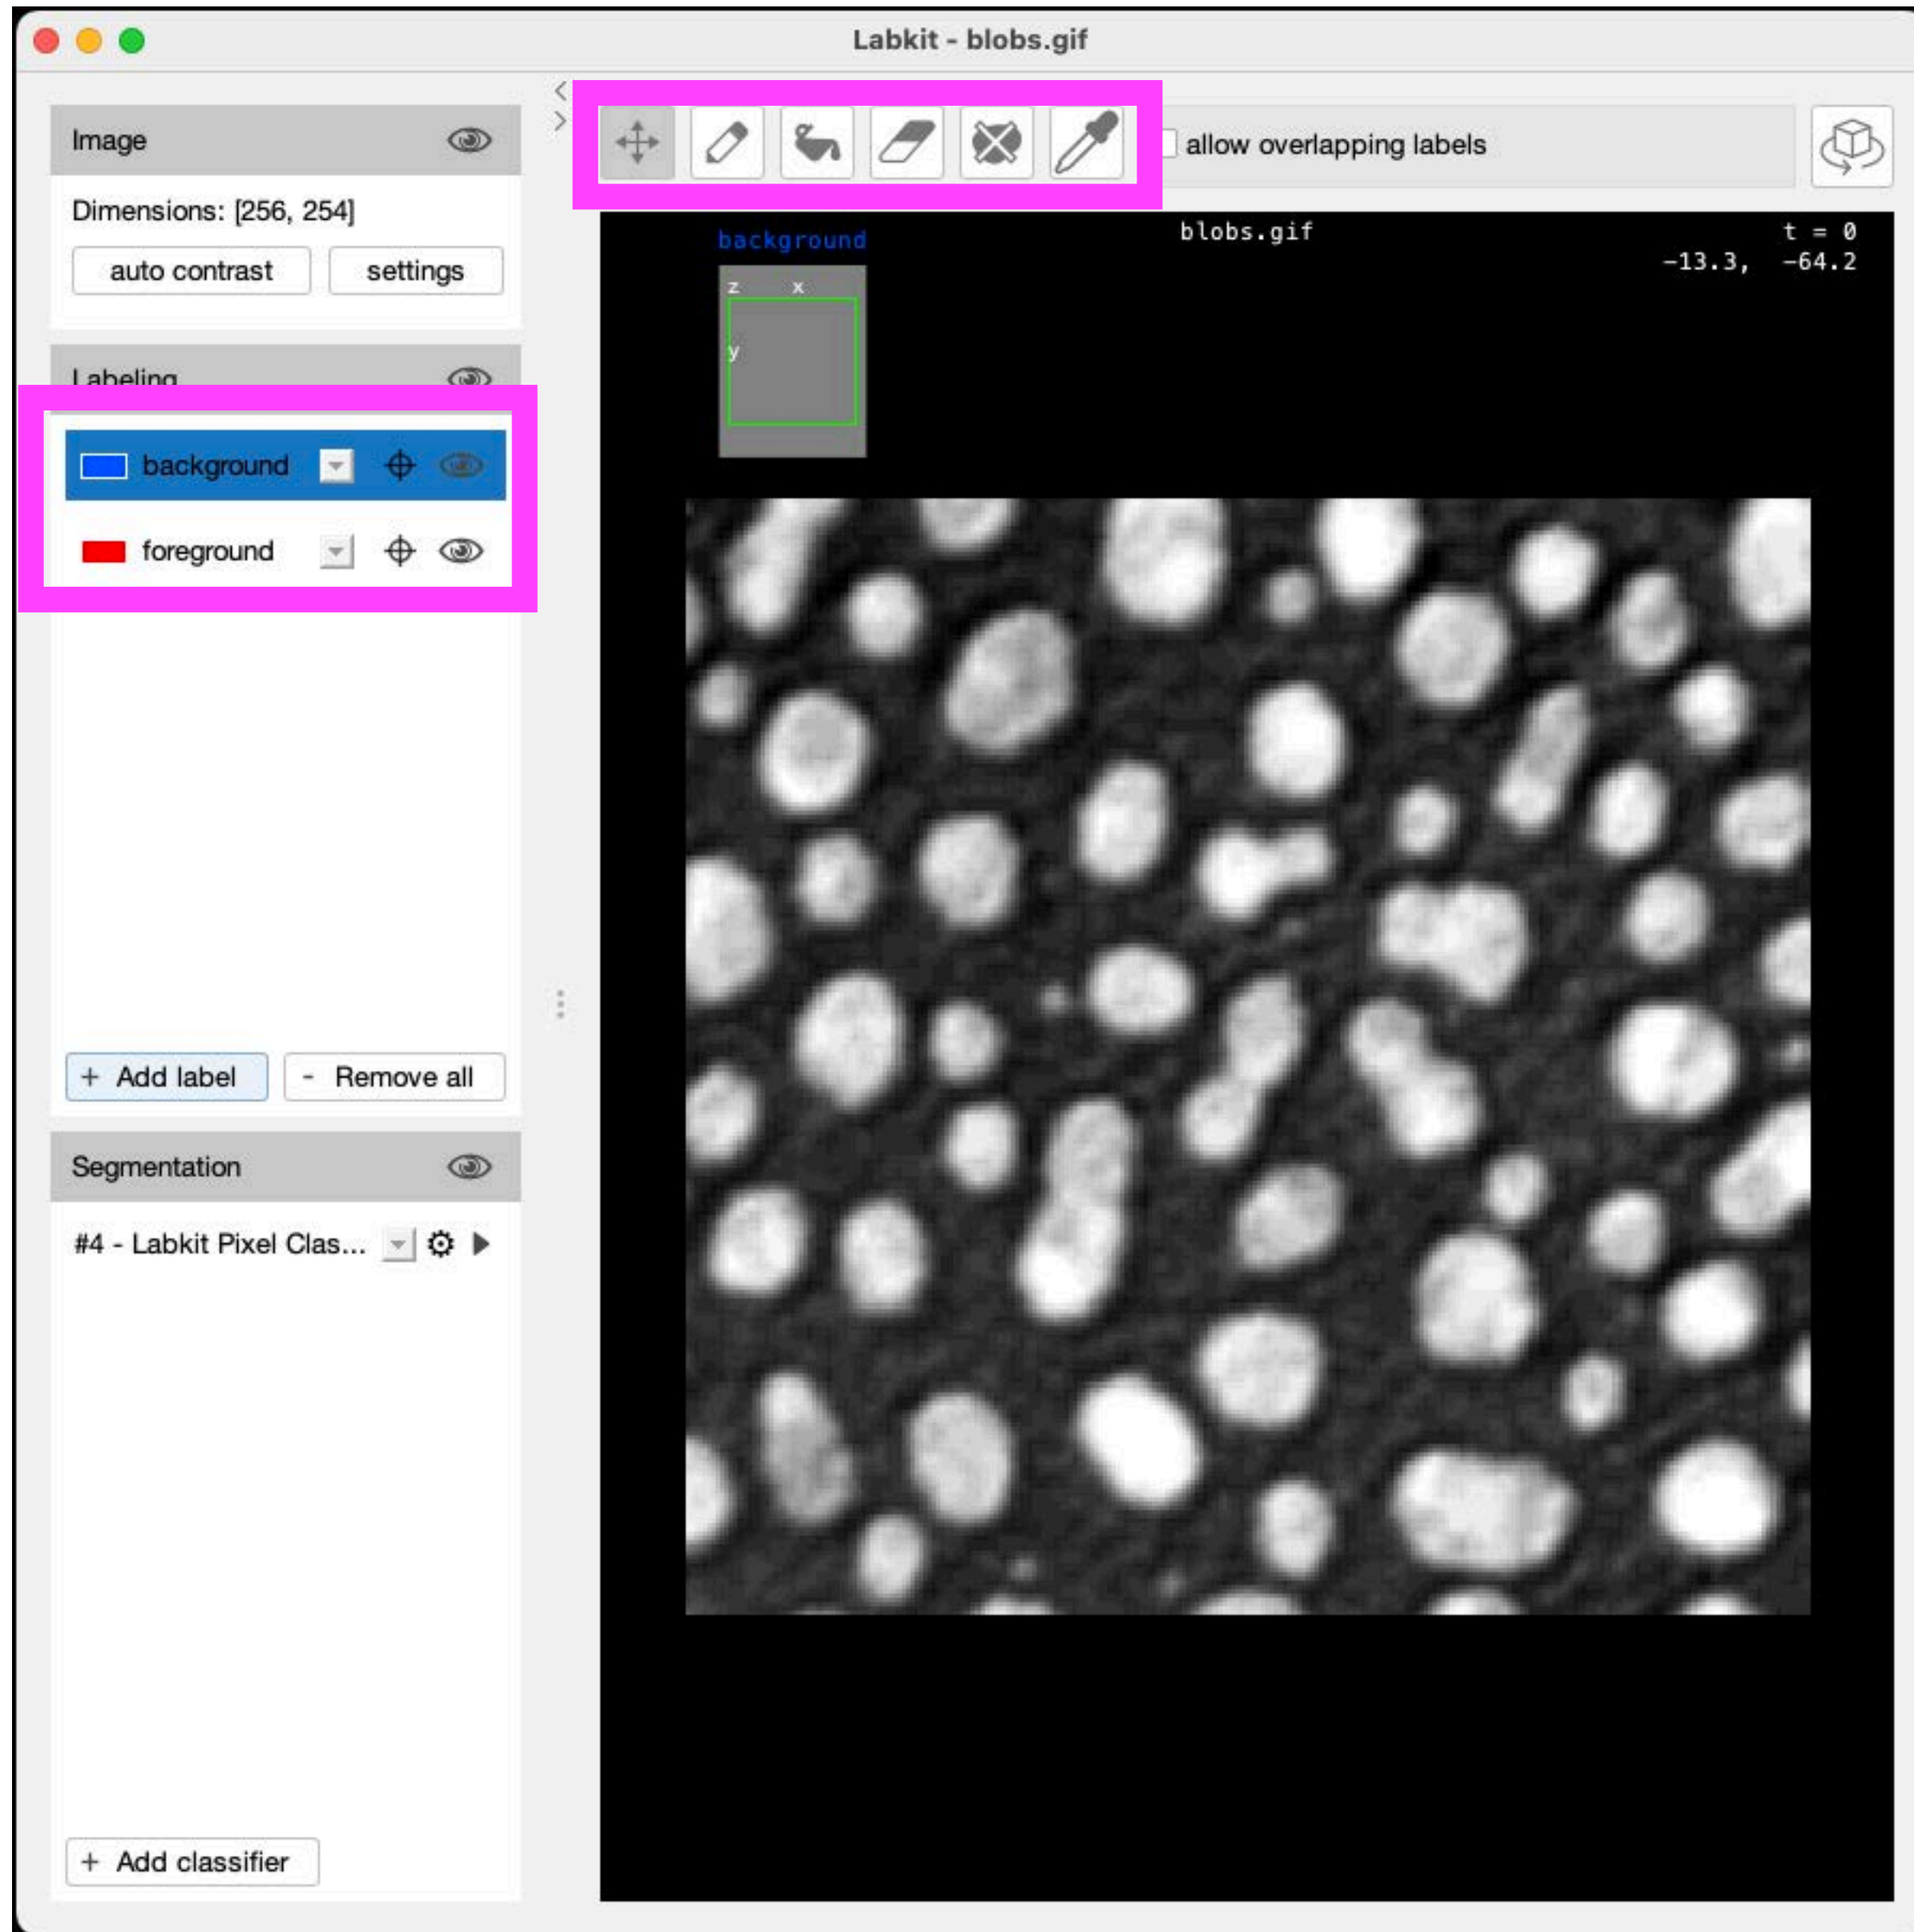 Labkit - blobs.gif
Image
Dimensions: [256, 254]
auto contrast settings
Labeling
background
foreground
+ Add label - Remove all
Segmentation
#4 - Labkit Pixel Clas...
+ Add classifier
allow overlapping labels
background
blobs.gif
t = 0
-13.3, -64.2
z x
y